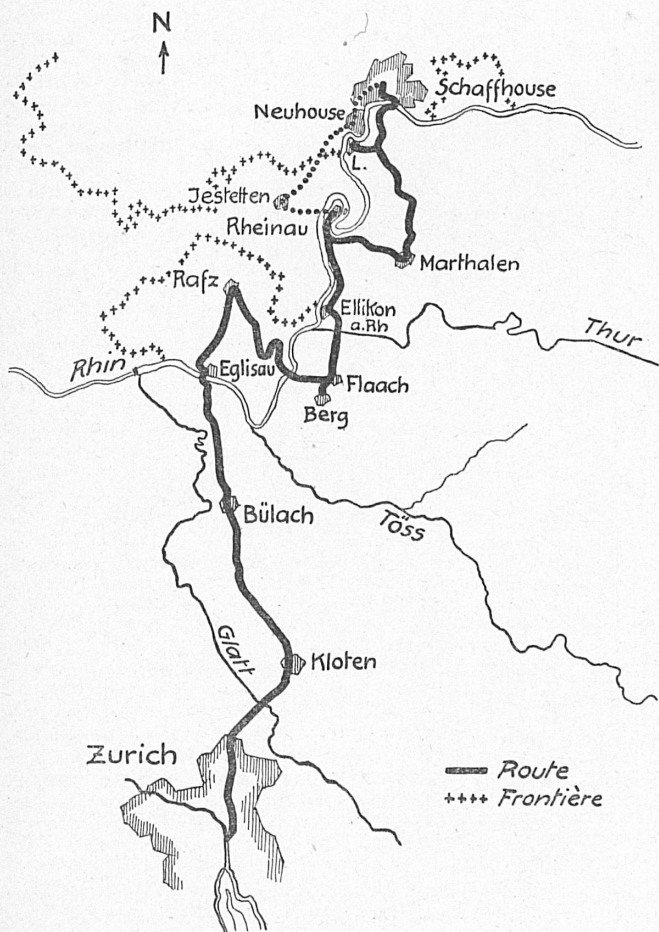 N
Schaffhouse
Neuhouse
L.
Jestetten
Rheinau
Marthalen
Rafz
Ellikon
a.Rh
Thur
Rhin
Eglisau
Flaach
Berg
Bülach
Töss
Glatt
Kloten
Zurich
Route
Frontière